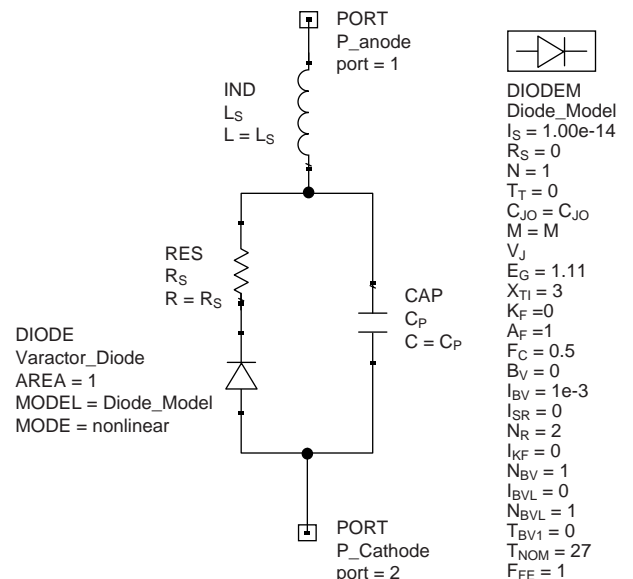 PORT
P_anode
port = 1
IND
LS
L = LS
RES
RS
R = RS
CAP
CP
C = CP
DIODE
Varactor_Diode
AREA = 1
MODEL = Diode_Model
MODE = nonlinear
PORT
P_Cathode
port = 2
DIODEM
Diode_Model
IS = 1.00e-14
RS = 0
N = 1
TT = 0
CJO = CJO
M = M
VJ
EG = 1.11
XTI = 3
KF =0
AF =1
FC = 0.5
BV = 0
IBV = 1e-3
ISR = 0
NR = 2
IKF = 0
NBV = 1
IBVL = 0
NBVL = 1
TBV1 = 0
TNOM = 27
FFE = 1